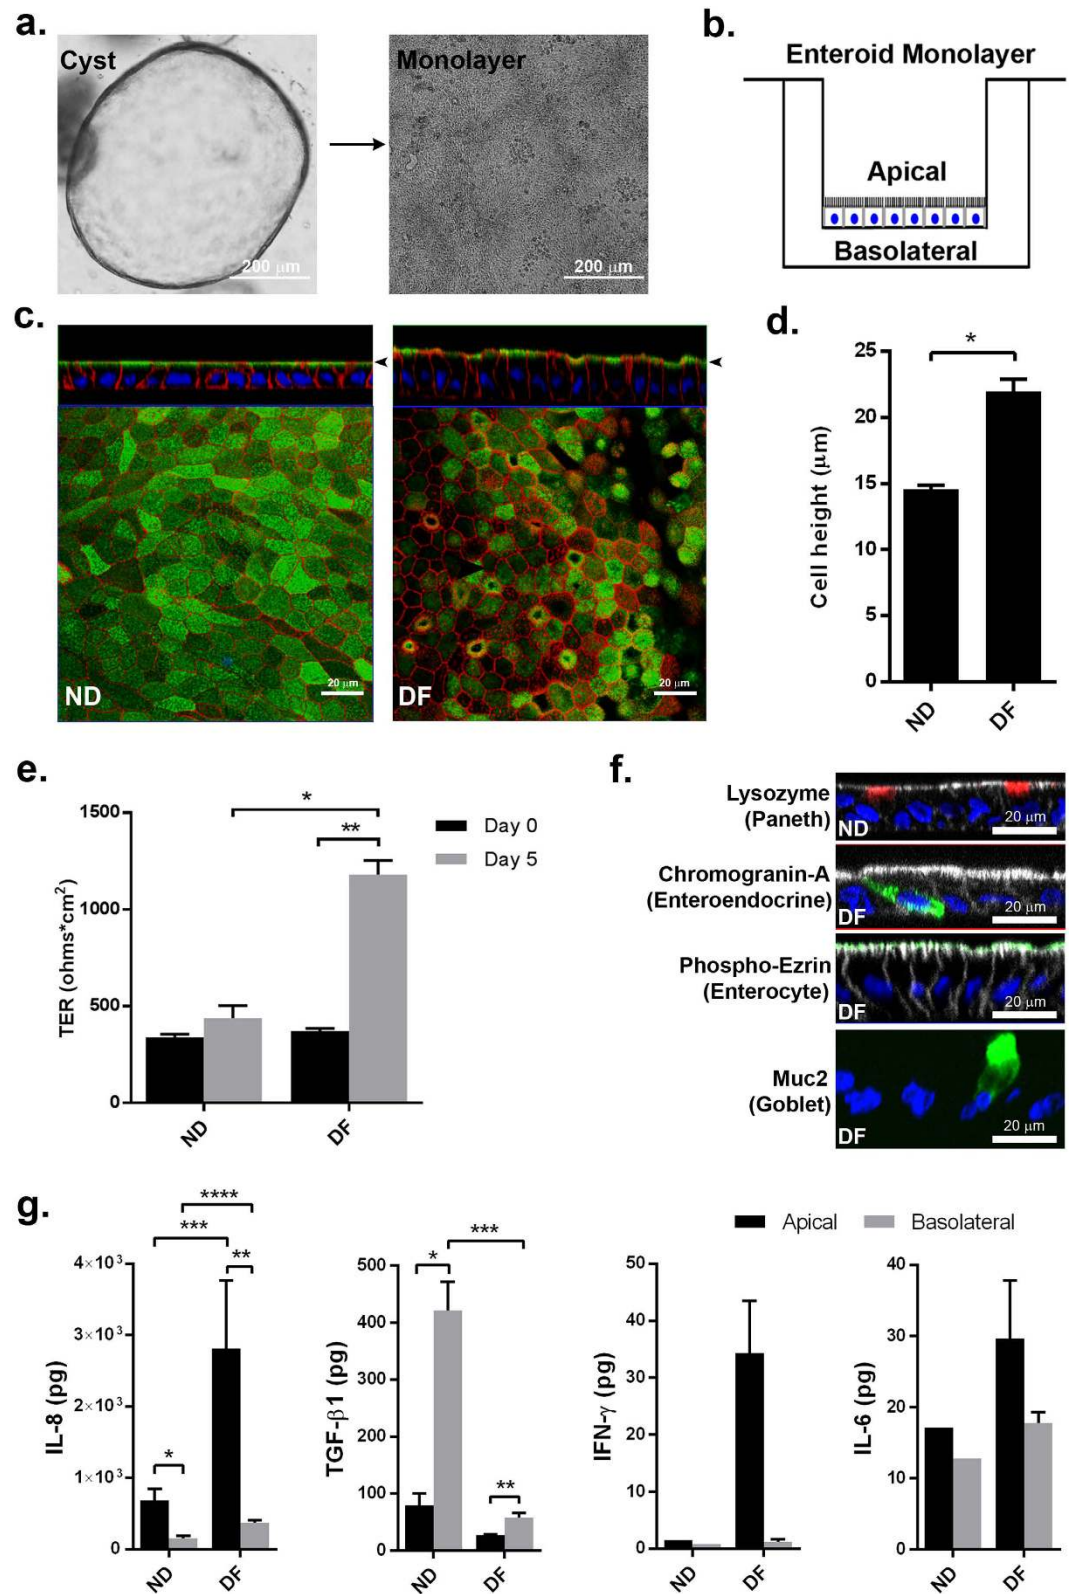 a.
Cyst
200 μm
Monolayer
200 μm
b.
Enteroid Monolayer
Apical
Basolateral
c.
ND
20 μm
DF
20 μm
d.
*
Cell height (μm)
25
20
15
10
5
0
ND
DF
e.
TER (ohms*cm2)
1500
1000
500
0
*
**
Day 0
Day 5
ND
DF
f.
Lysozyme
(Paneth)
ND
20 μm
Chromogranin-A
(Enteroendocrine)
DF
20 μm
Phospho-Ezrin
(Enterocyte)
DF
20 μm
Muc2
(Goblet)
DF
20 μm
g.
Apical
Basolateral
IL-8 (pg)
4×10³
3×10³
2×10³
1×10³
0
****
***
**
*
ND
DF
TGF-β1 (pg)
500
400
300
200
100
0
*
***
**
ND
DF
IFN-γ (pg)
50
40
30
20
10
0
ND
DF
IL-6 (pg)
40
30
20
10
0
ND
DF